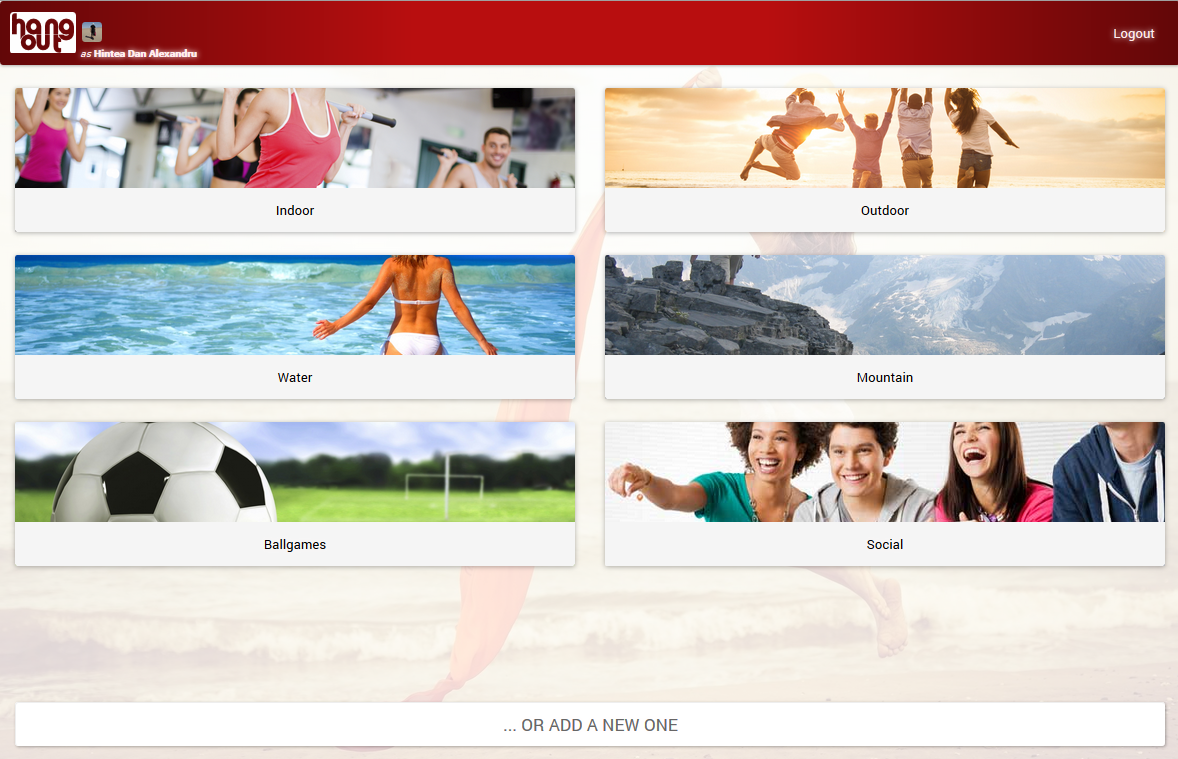 hang
out
as Hintea Dan Alexandru
Logout
Indoor
Outdoor
Water
Mountain
Ballgames
Social
... OR ADD A NEW ONE